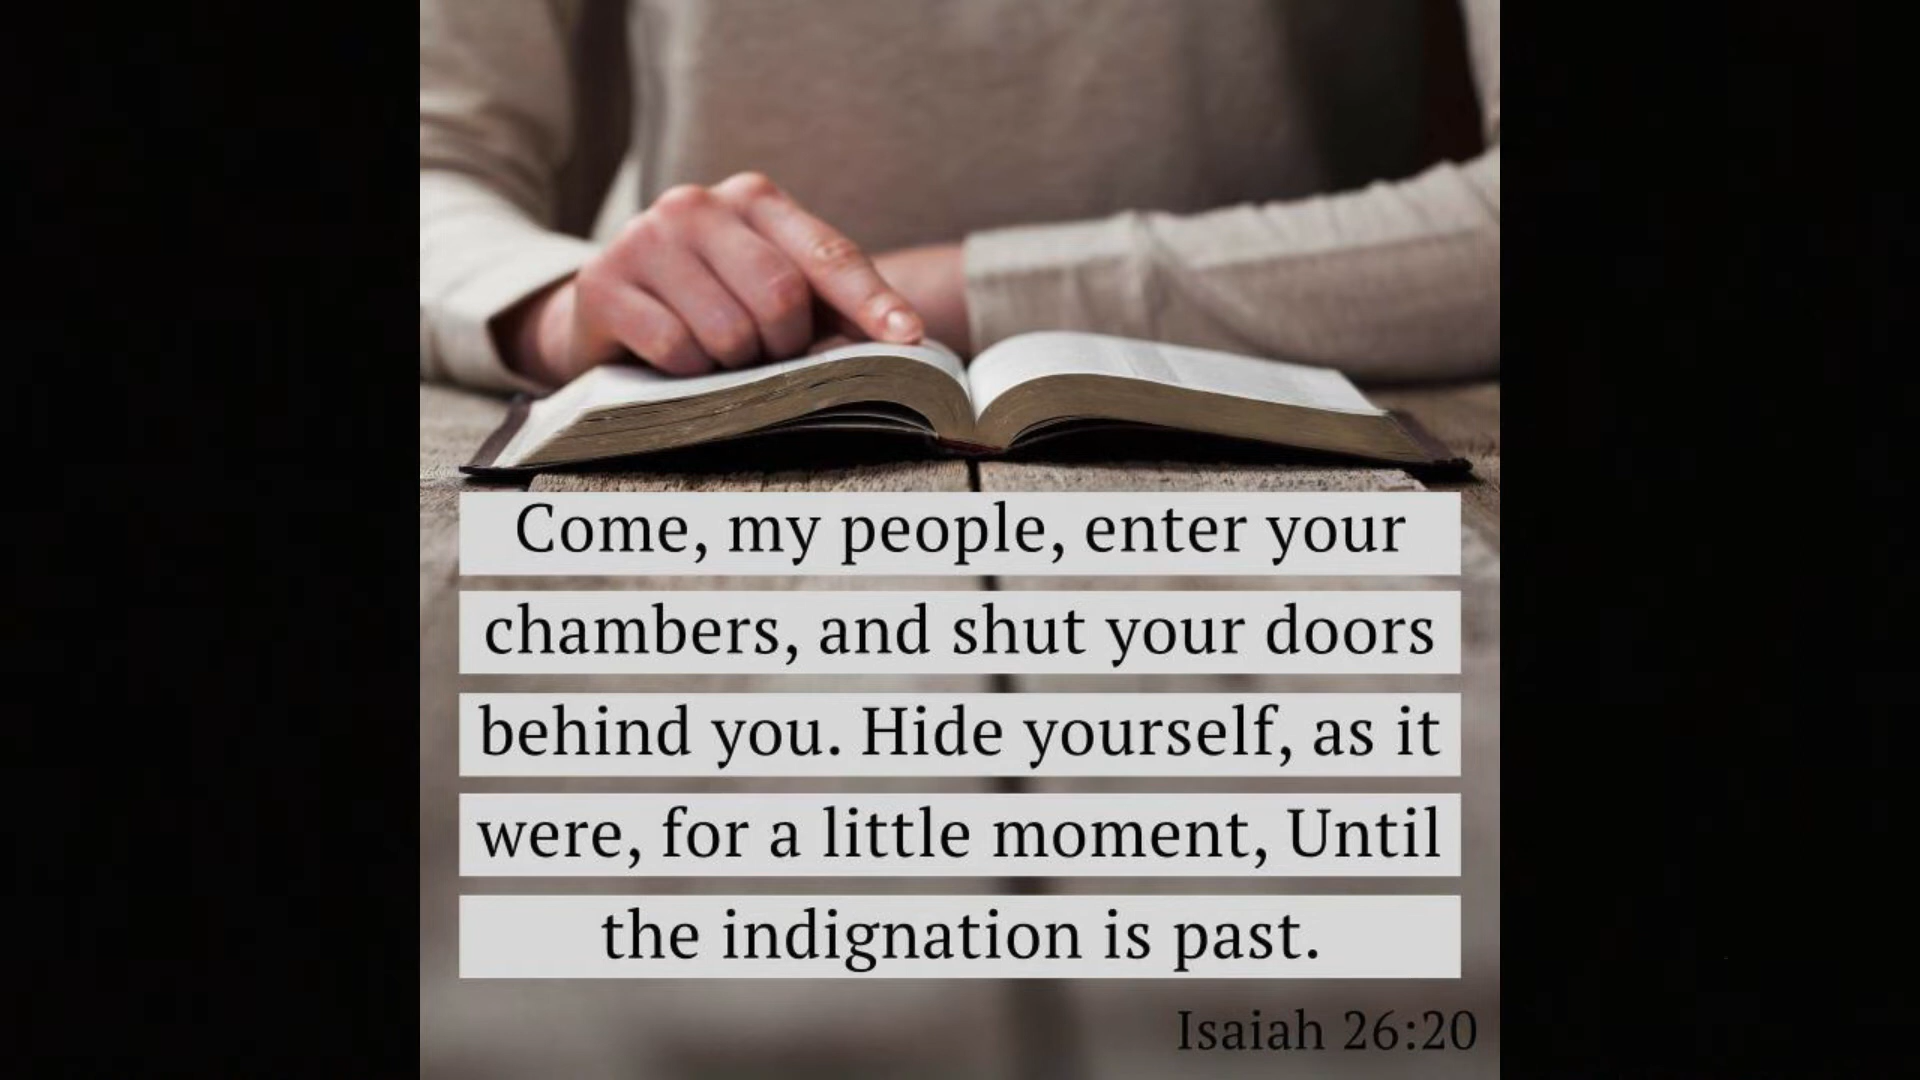 Come, my people, enter your
chambers, and shut your doors
behind you. Hide yourself, as it
were, for a little moment, Until
the indignation is past.
Isaiah 26:20